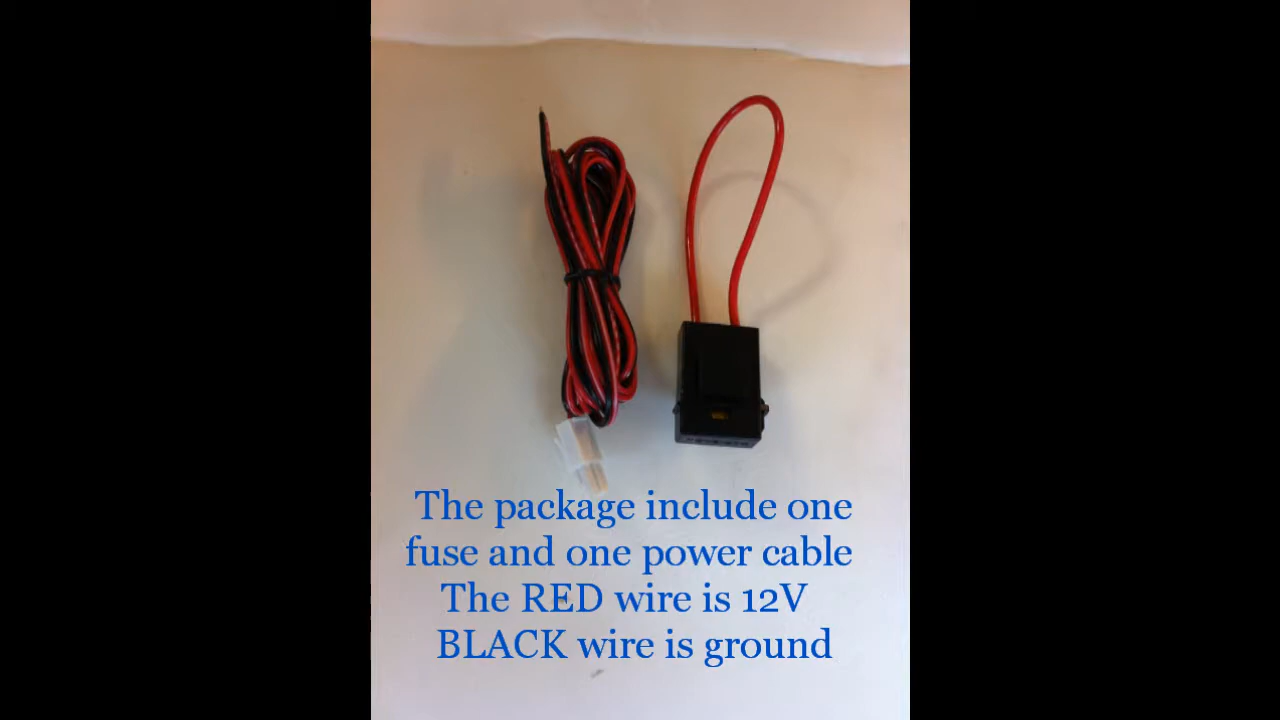 The package include one
fuse and one power cable
The RED wire is 12V
BLACK wire is ground